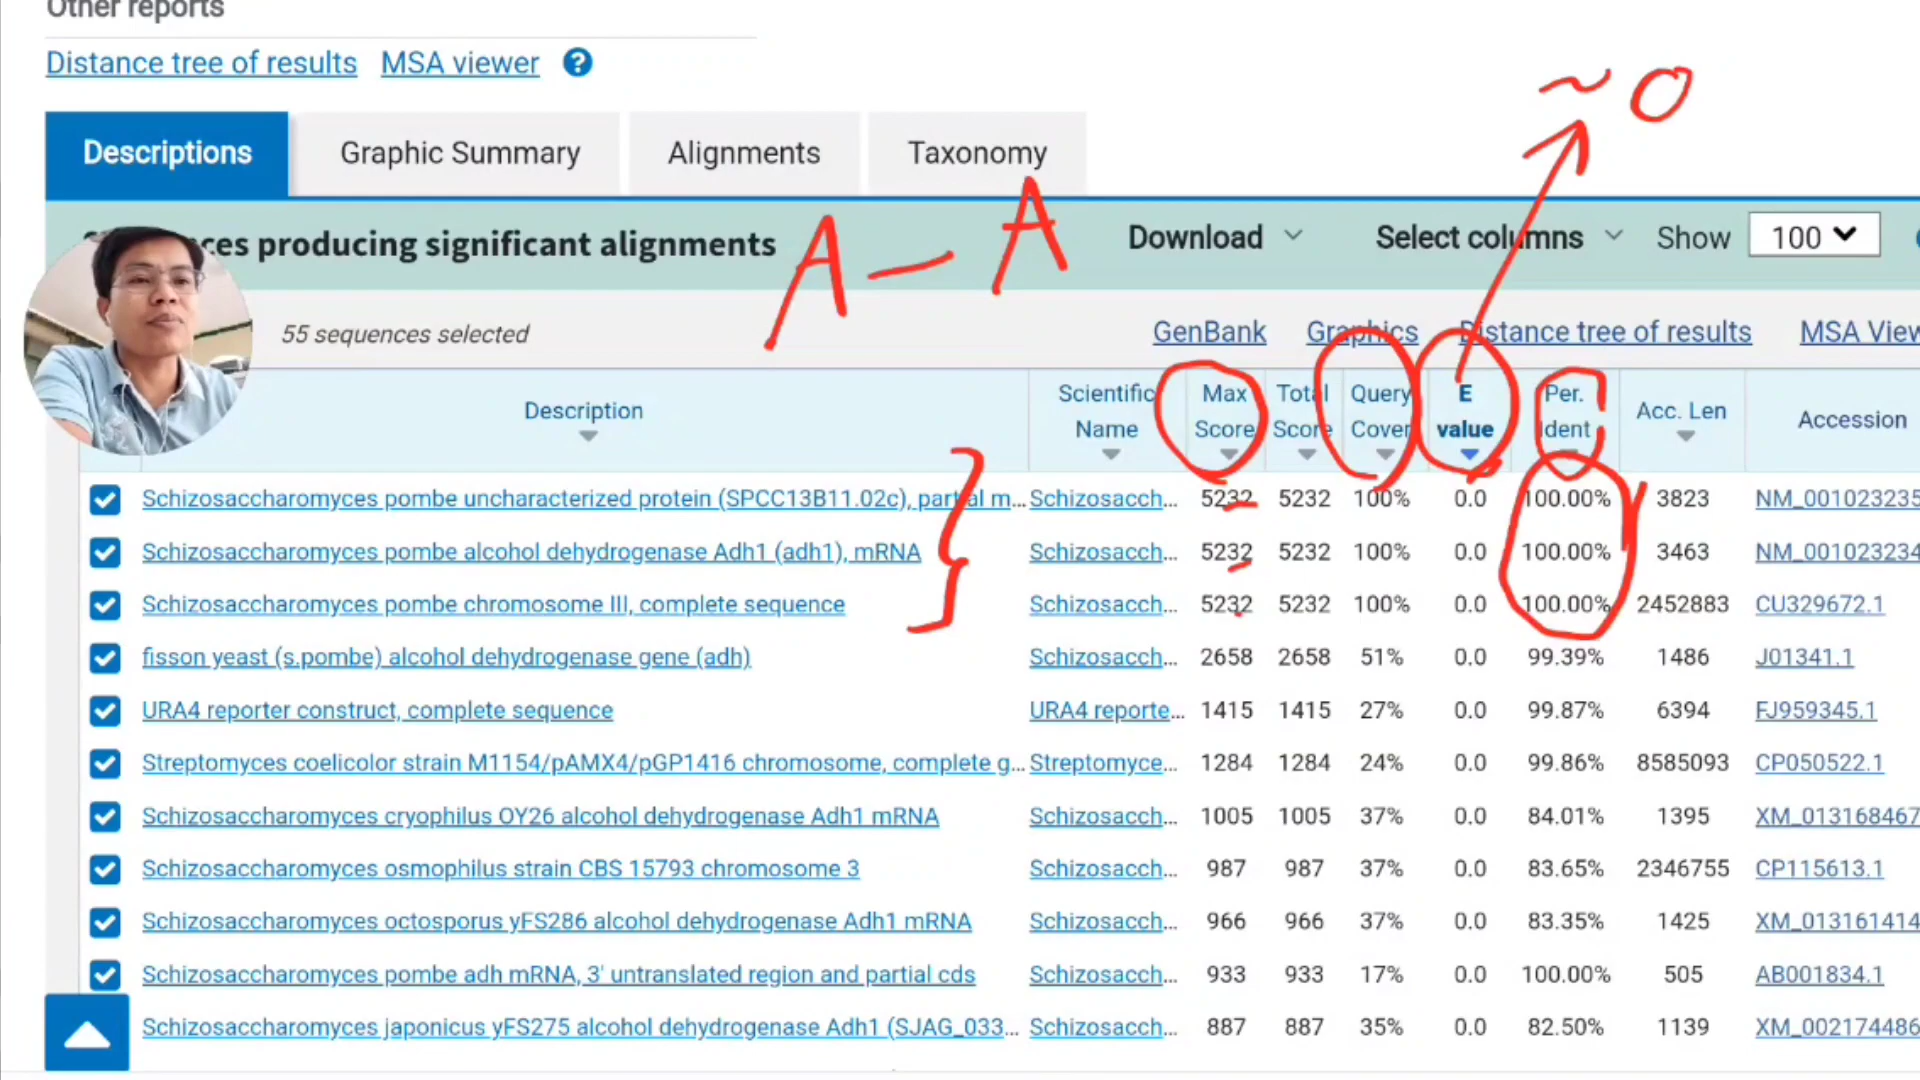 Other reports
Distance tree of results MSA viewer ?
Descriptions Graphic Summary Alignments Taxonomy
~ 0
ces producing significant alignments Download Select columns Show 100
A - A
55 sequences selected GenBank Graphics Distance tree of results MSA View
Description Scientific Name Max Score Total Score Query Cover E value Per. Ident Acc. Len Accession
Schizosaccharomyces pombe uncharacterized protein (SPCC13B11.02c), partial m... Schizosacch... 5232 5232 100% 0.0 100.00% 3823 NM_001023235
Schizosaccharomyces pombe alcohol dehydrogenase Adh1 (adh1), mRNA Schizosacch... 5232 5232 100% 0.0 100.00% 3463 NM_001023234
Schizosaccharomyces pombe chromosome III, complete sequence Schizosacch... 5232 5232 100% 0.0 100.00% 2452883 CU329672.1
fisson yeast (s.pombe) alcohol dehydrogenase gene (adh) Schizosacch... 2658 2658 51% 0.0 99.39% 1486 J01341.1
URA4 reporter construct, complete sequence URA4 reporte... 1415 1415 27% 0.0 99.87% 6394 FJ959345.1
Streptomyces coelicolor strain M1154/pAMX4/pGP1416 chromosome, complete g... Streptomyce... 1284 1284 24% 0.0 99.86% 8585093 CP050522.1
Schizosaccharomyces cryophilus OY26 alcohol dehydrogenase Adh1 mRNA Schizosacch... 1005 1005 37% 0.0 84.01% 1395 XM_013168467
Schizosaccharomyces osmophilus strain CBS 15793 chromosome 3 Schizosacch... 987 987 37% 0.0 83.65% 2346755 CP115613.1
Schizosaccharomyces octosporus yFS286 alcohol dehydrogenase Adh1 mRNA Schizosacch... 966 966 37% 0.0 83.35% 1425 XM_013161414
Schizosaccharomyces pombe adh mRNA, 3' untranslated region and partial cds Schizosacch... 933 933 17% 0.0 100.00% 505 AB001834.1
Schizosaccharomyces japonicus yFS275 alcohol dehydrogenase Adh1 (SJAG_033... Schizosacch... 887 887 35% 0.0 82.50% 1139 XM_002174486